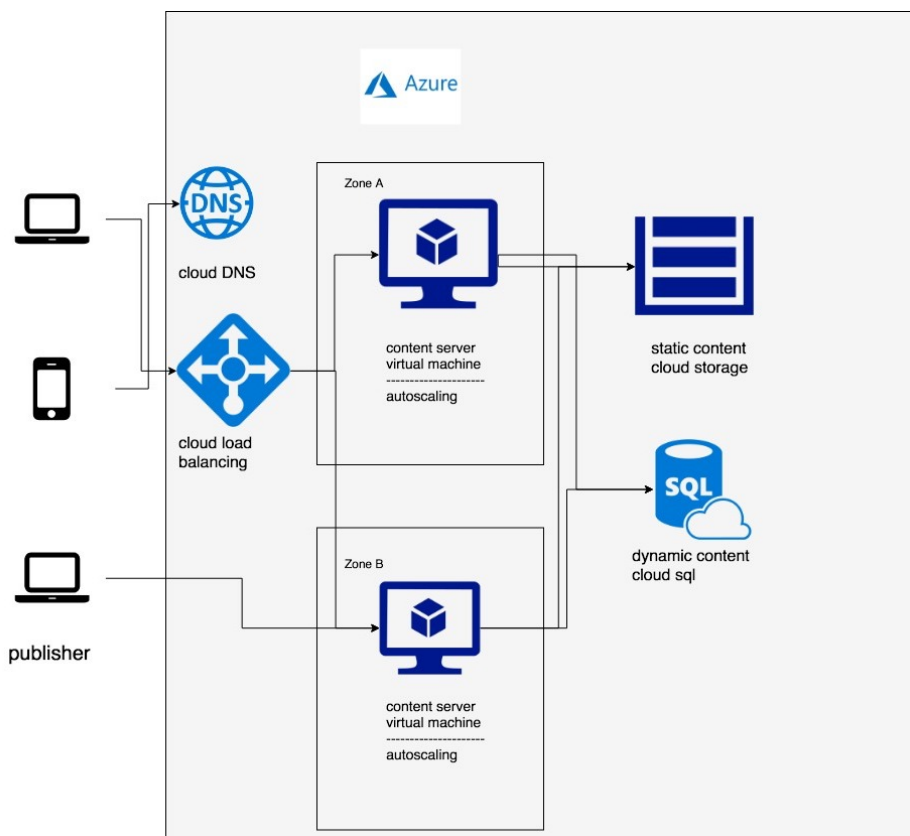 Azure
Zone A
DNS
cloud DNS
content server
virtual machine
-----------------------
autoscaling
static content
cloud storage
cloud load
balancing
SQL
dynamic content
cloud sql
Zone B
publisher
content server
virtual machine
-----------------------
autoscaling